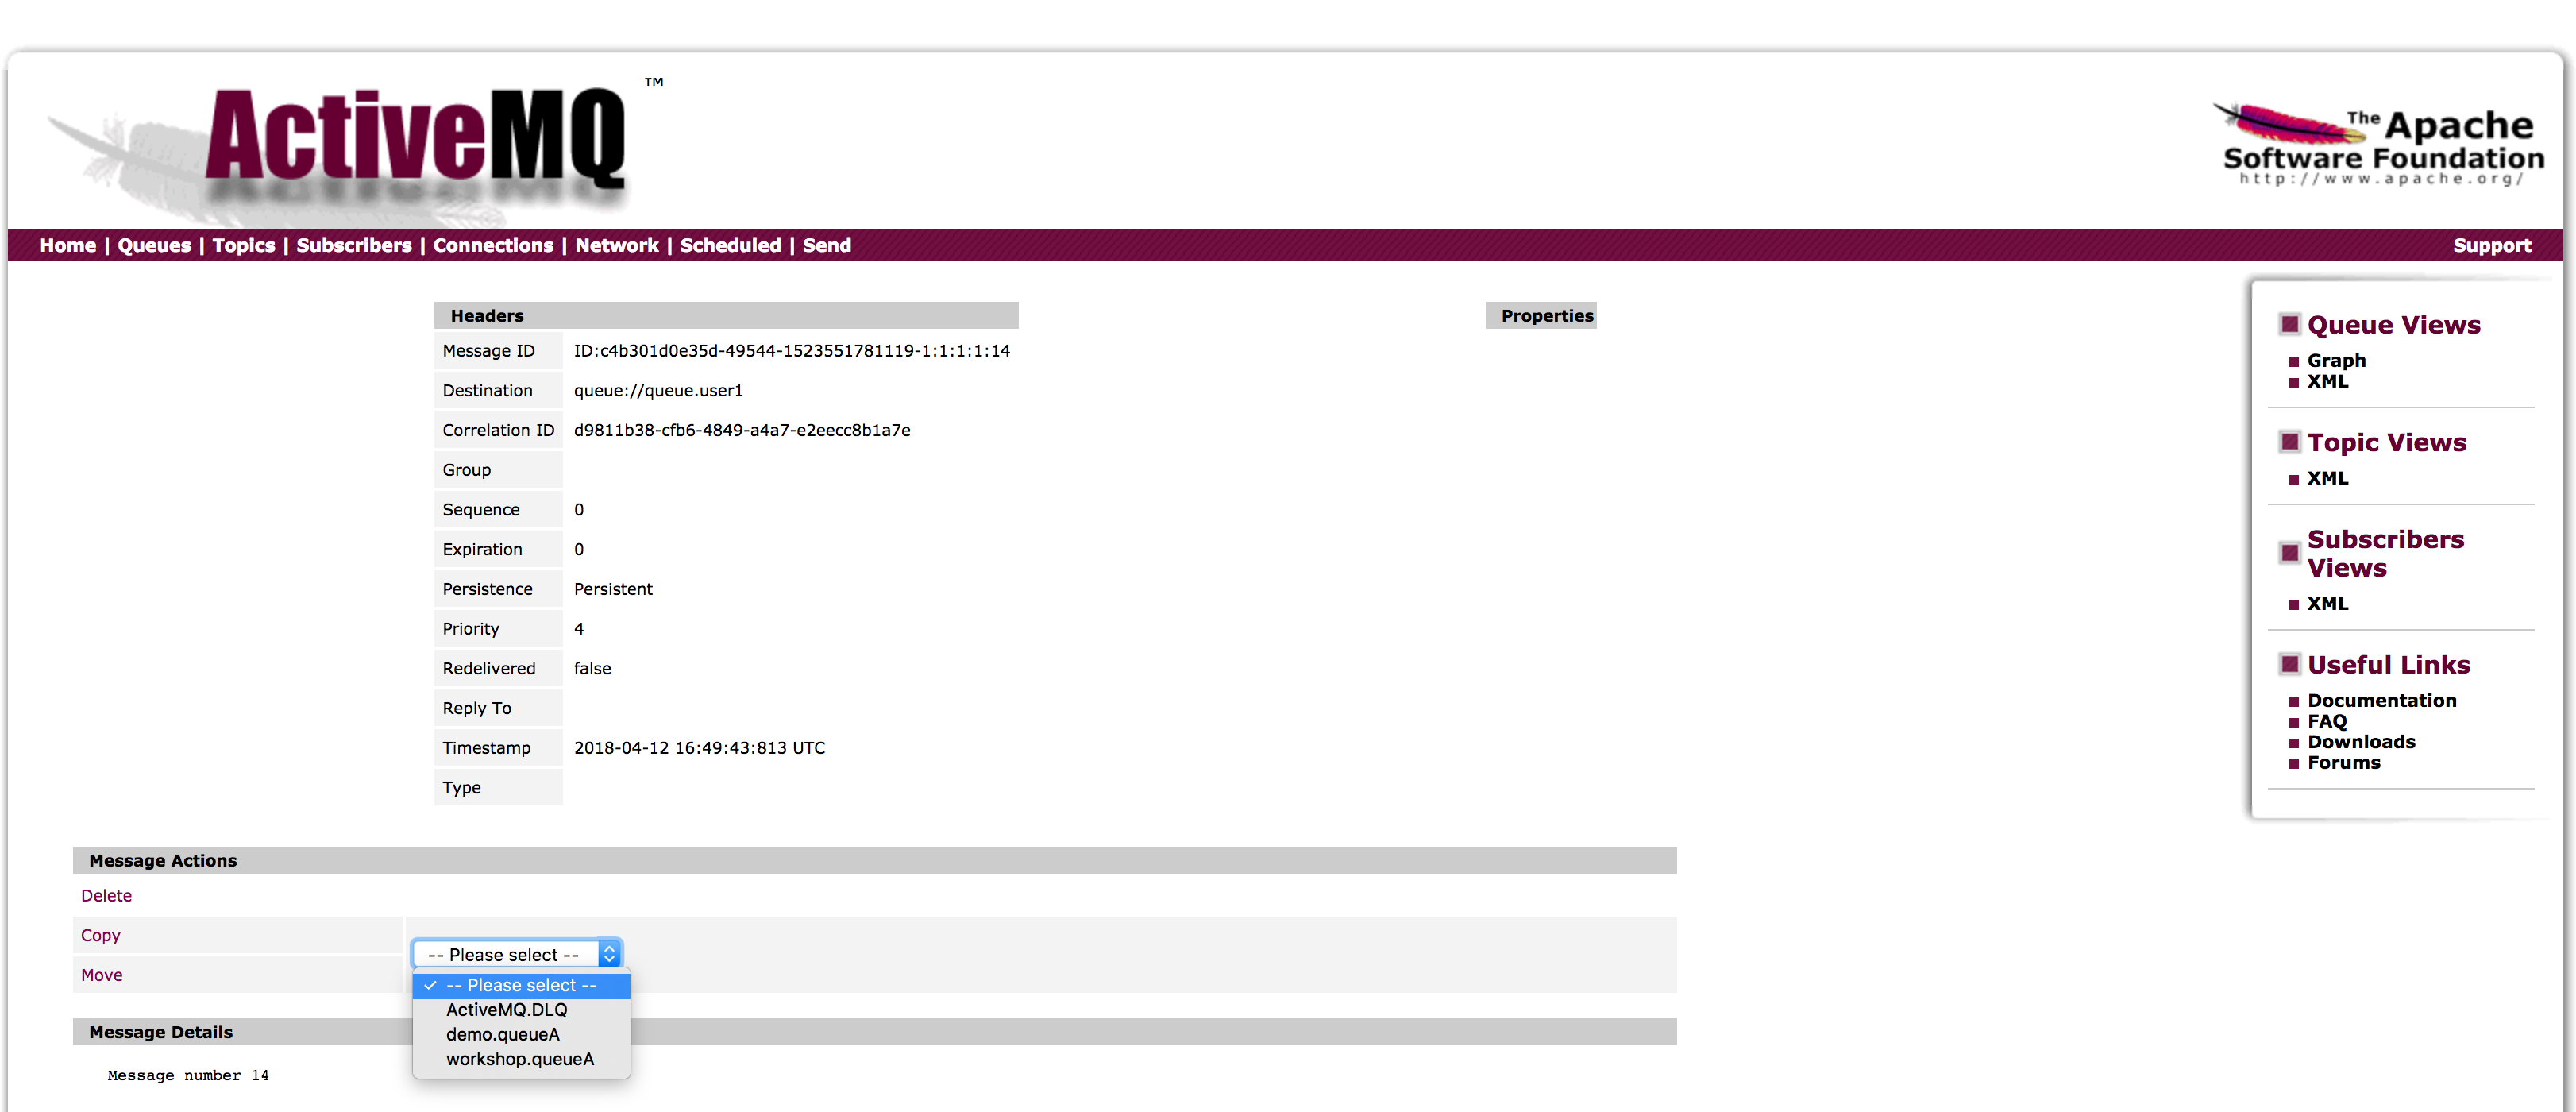 ActiveMQ ™
The Apache
Software Foundation
http://www.apache.org/
Home | Queues | Topics | Subscribers | Connections | Network | Scheduled | Send
Support
Headers
Message ID ID:c4b301d0e35d-49544-1523551781119-1:1:1:1:14
Destination queue://queue.user1
Correlation ID d9811b38-cfb6-4849-a4a7-e2eecc8b1a7e
Group
Sequence 0
Expiration 0
Persistence Persistent
Priority 4
Redelivered false
Reply To
Timestamp 2018-04-12 16:49:43:813 UTC
Type
Properties
Message Actions
Delete
Copy
Move
-- Please select --
✓ -- Please select --
ActiveMQ.DLQ
demo.queueA
workshop.queueA
Message Details
Message number 14
Queue Views
Graph
XML
Topic Views
XML
Subscribers
Views
XML
Useful Links
Documentation
FAQ
Downloads
Forums